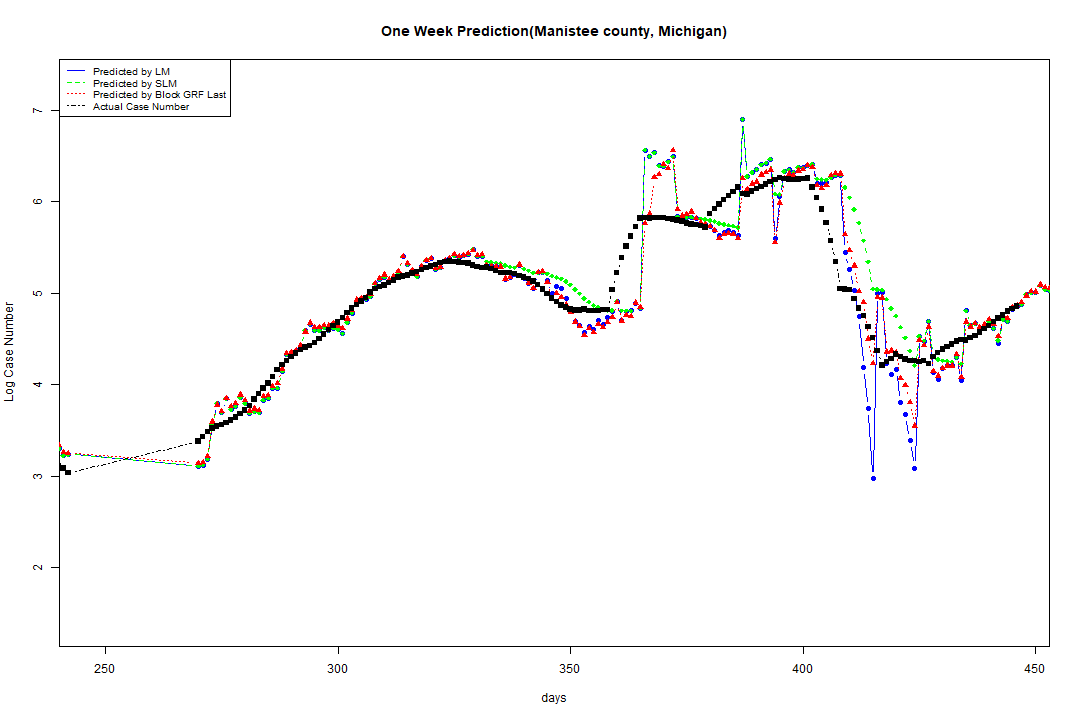 One Week Prediction(Manistee county, Michigan)
Predicted by LM
Predicted by SLM
Predicted by Block GRF Last
Actual Case Number
7
6
5
4
3
2
Log Case Number
250 300 350 400 450
days